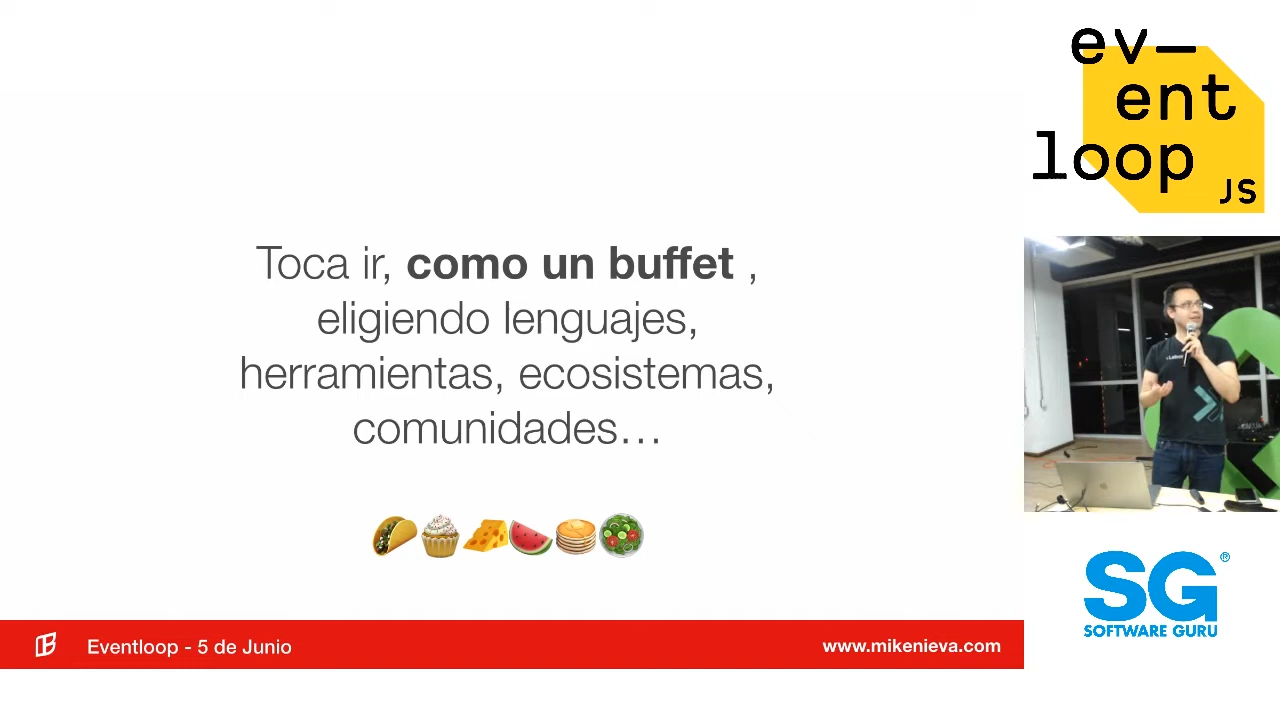 Toca ir, como un buffet ,
eligiendo lenguajes,
herramientas, ecosistemas,
comunidades…
Eventloop - 5 de Junio
www.mikenieva.com
ev—
ent
loop
JS
SG®
SOFTWARE GURU